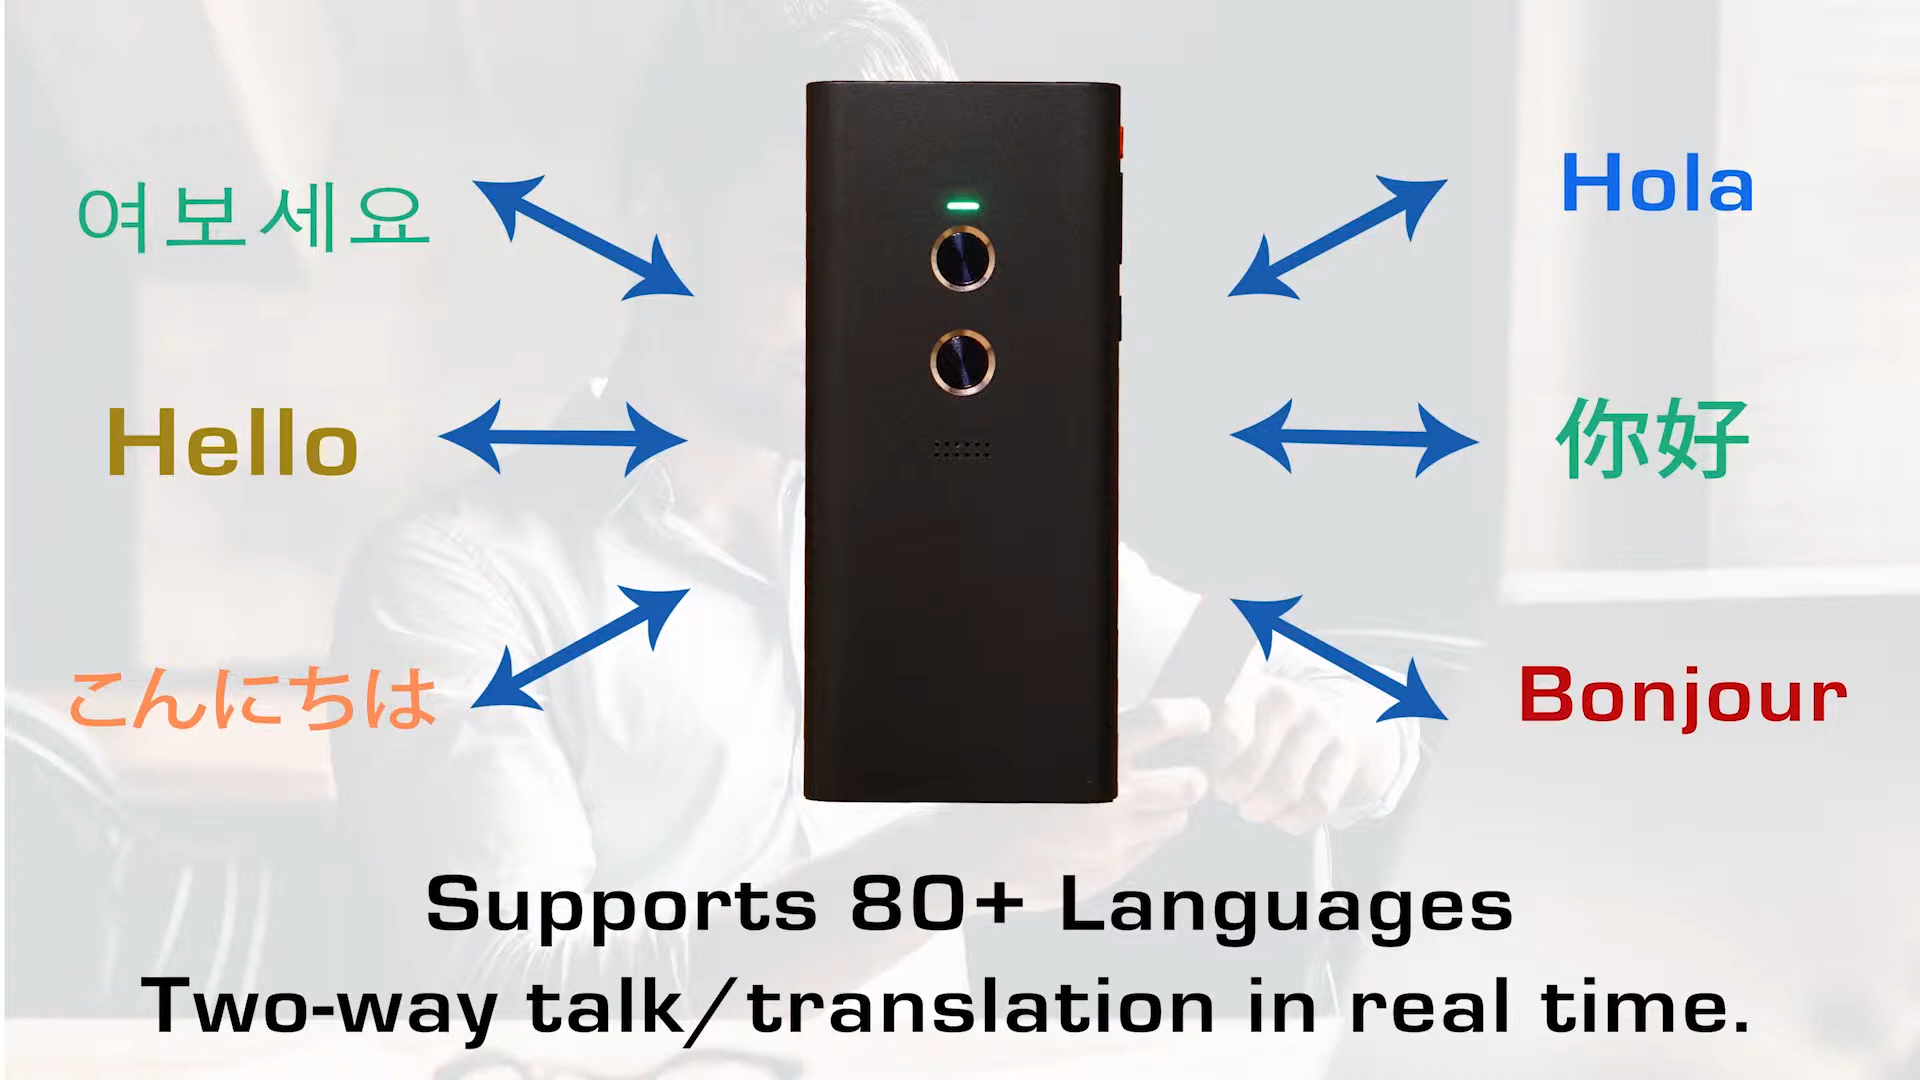 여보세요
Hola
Hello
你好
こんにちは
Bonjour
Supports 80+ Languages
Two-way talk/translation in real time.